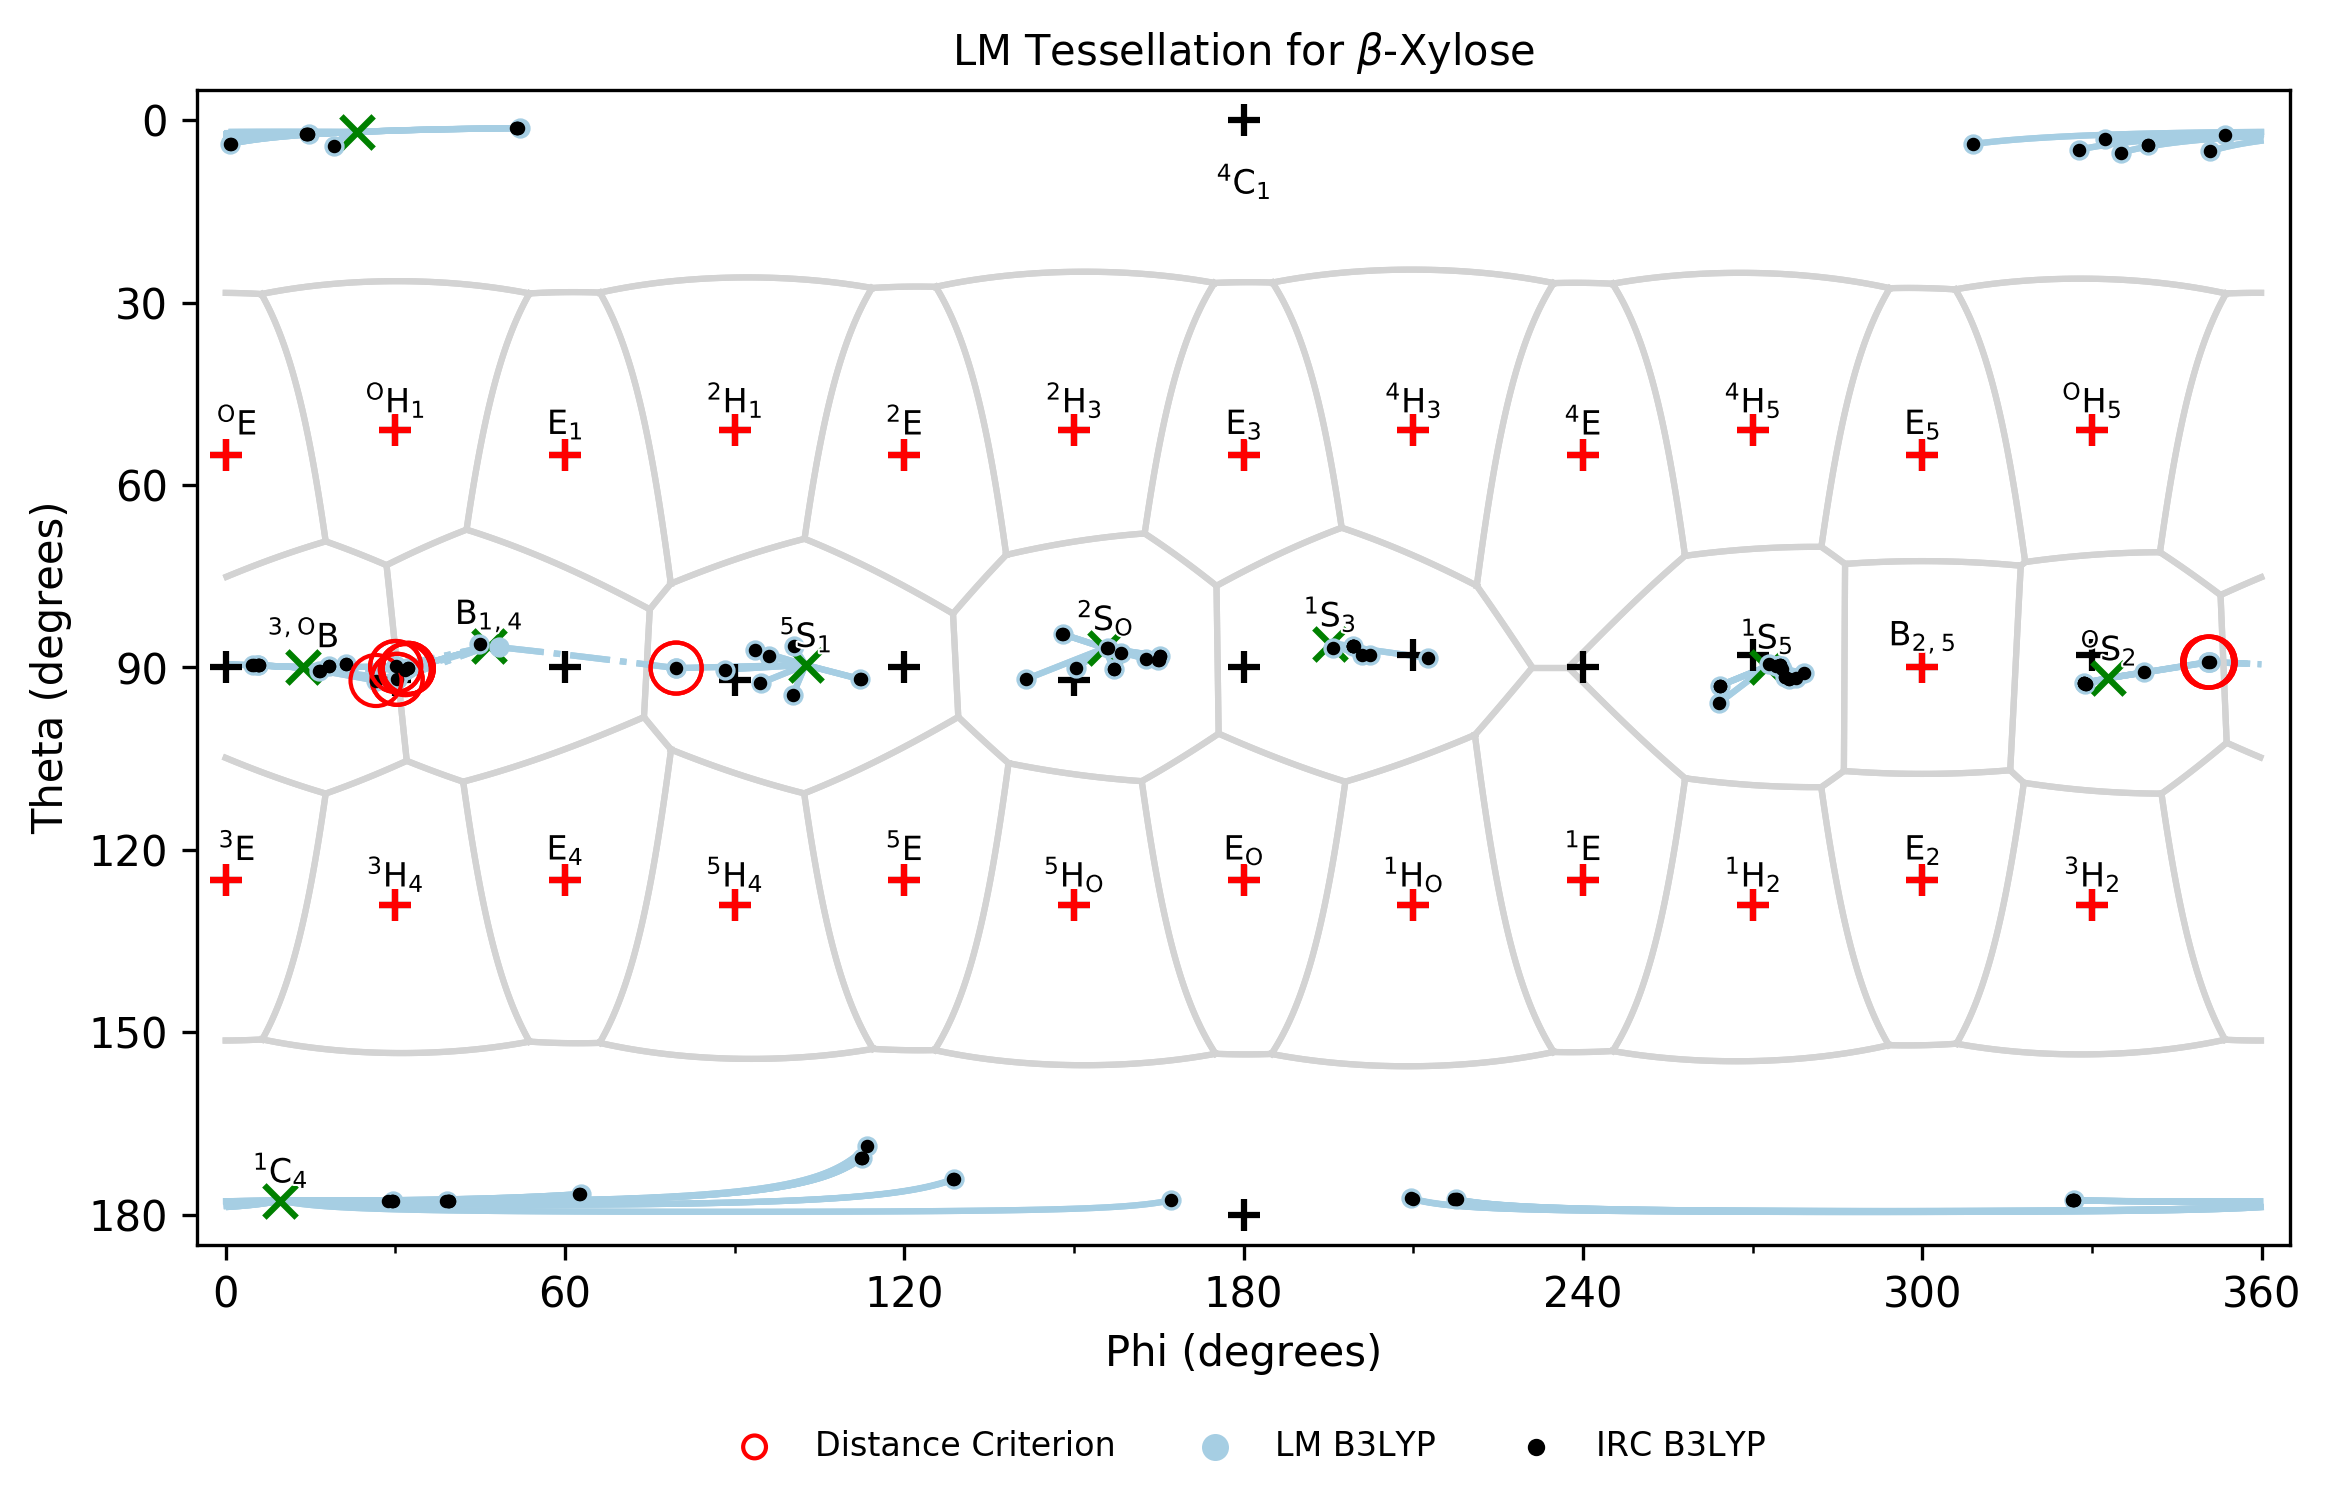 LM Tessellation for β-Xylose
0
⁴C₁
30
ᴼH₁ ²H₁ ²H₃ ⁴H₃ ⁴H₅ ᴼH₅
ᴼE E₁ ²E E₃ ⁴E E₅
60
³,ᴼB B₁,₄ ⁵S₁ ²Sₒ ¹S₃ ¹S₅ B₂,₅ ᴼS₂
90
Theta (degrees)
³E E₄ ⁵E Eₒ ¹E E₂
120
³H₄ ⁵H₄ ⁵Hₒ ¹Hₒ ¹H₂ ³H₂
150
¹C₄
180
0 60 120 180 240 300 360
Phi (degrees)
Distance Criterion LM B3LYP IRC B3LYP